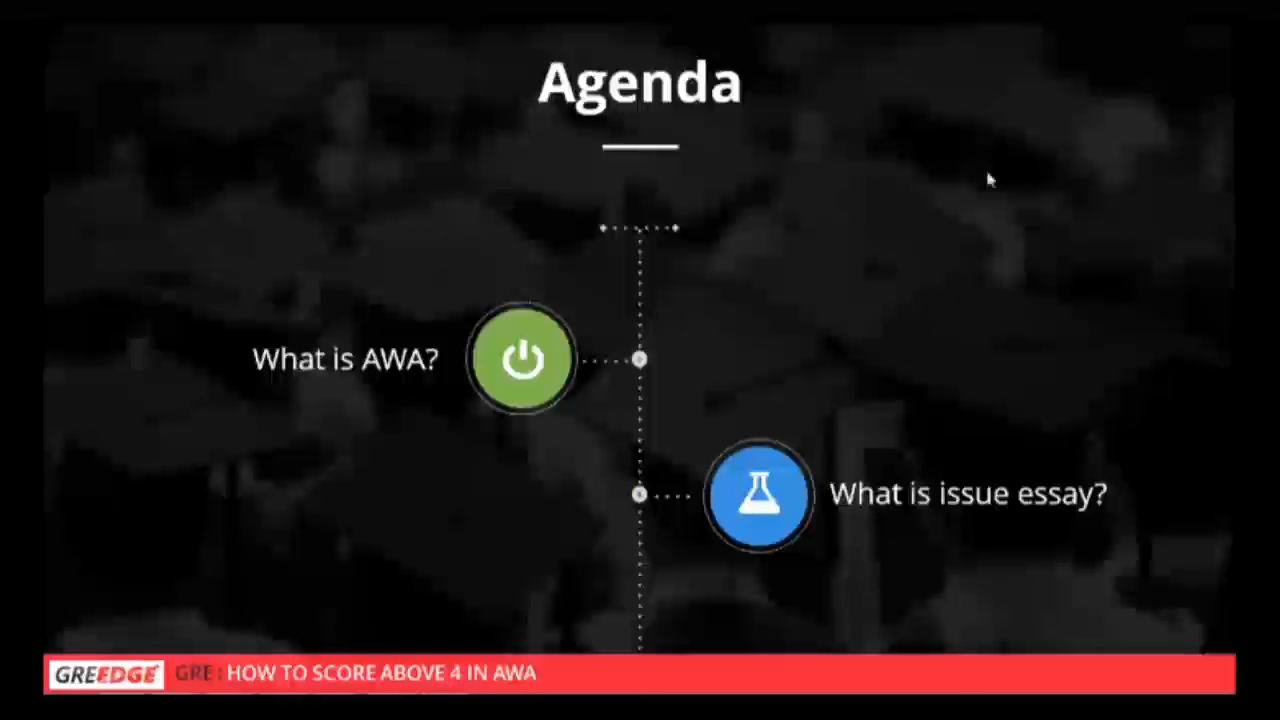 Agenda
What is AWA?
What is issue essay?
GREEDGE GRE : HOW TO SCORE ABOVE 4 IN AWA